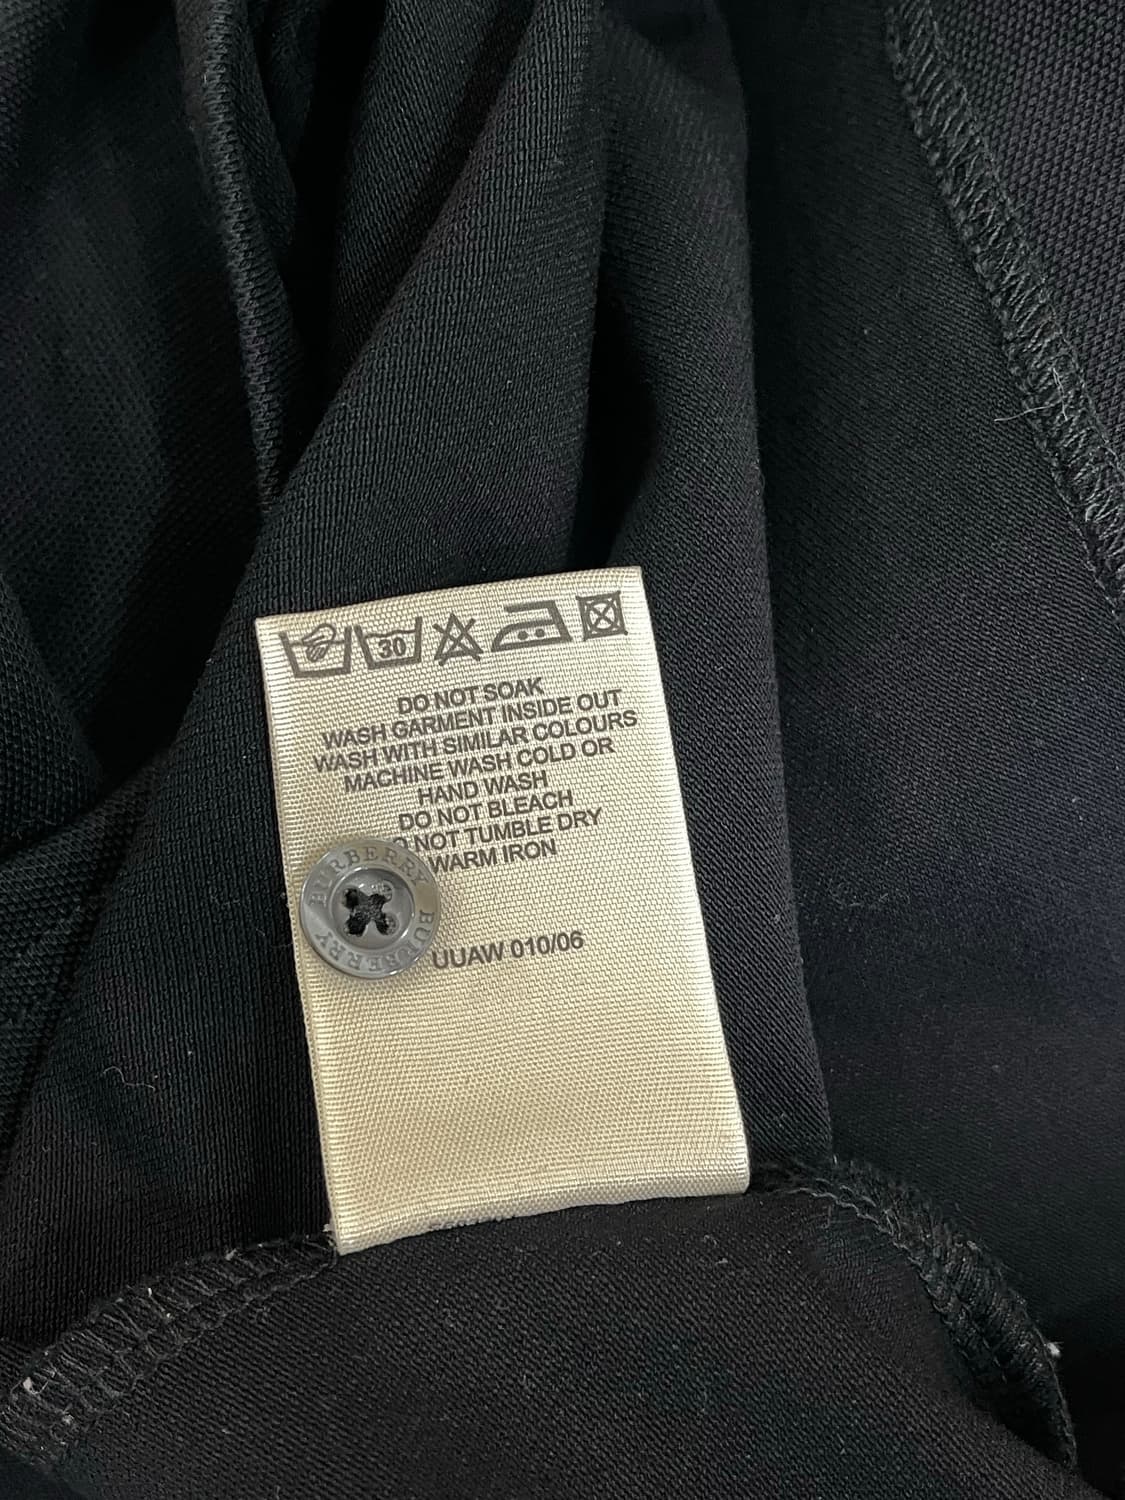 30
DO NOT SOAK
WASH GARMENT INSIDE OUT
WASH WITH SIMILAR COLOURS
MACHINE WASH COLD OR
HAND WASH
DO NOT BLEACH
O NOT TUMBLE DRY
WARM IRON
BURBERRY BURBERRY
UUAW 010/06